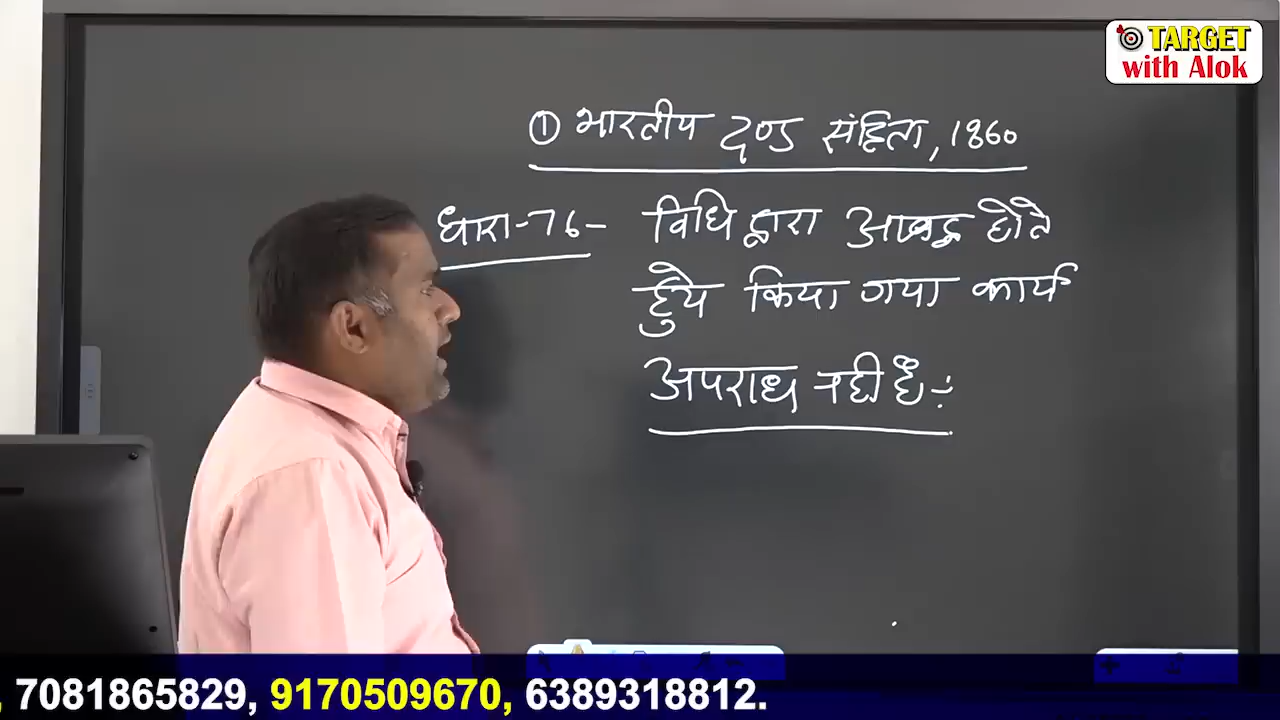 TARGET
with Alok
① भारतीय दण्ड संहिता, 1860
धारा-76- विधि द्वारा आबद्ध होते
हुये किया गया कार्य
अपराध नही है÷
, 7081865829, 9170509670, 6389318812.